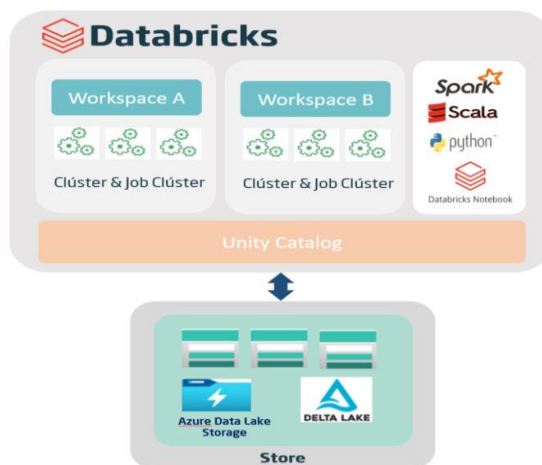 Databricks
Workspace A
Clúster & Job Clúster
Workspace B
Clúster & Job Clúster
Spark
Scala
python
Databricks Notebook
Unity Catalog
Azure Data Lake
Storage
DELTA LAKE
Store